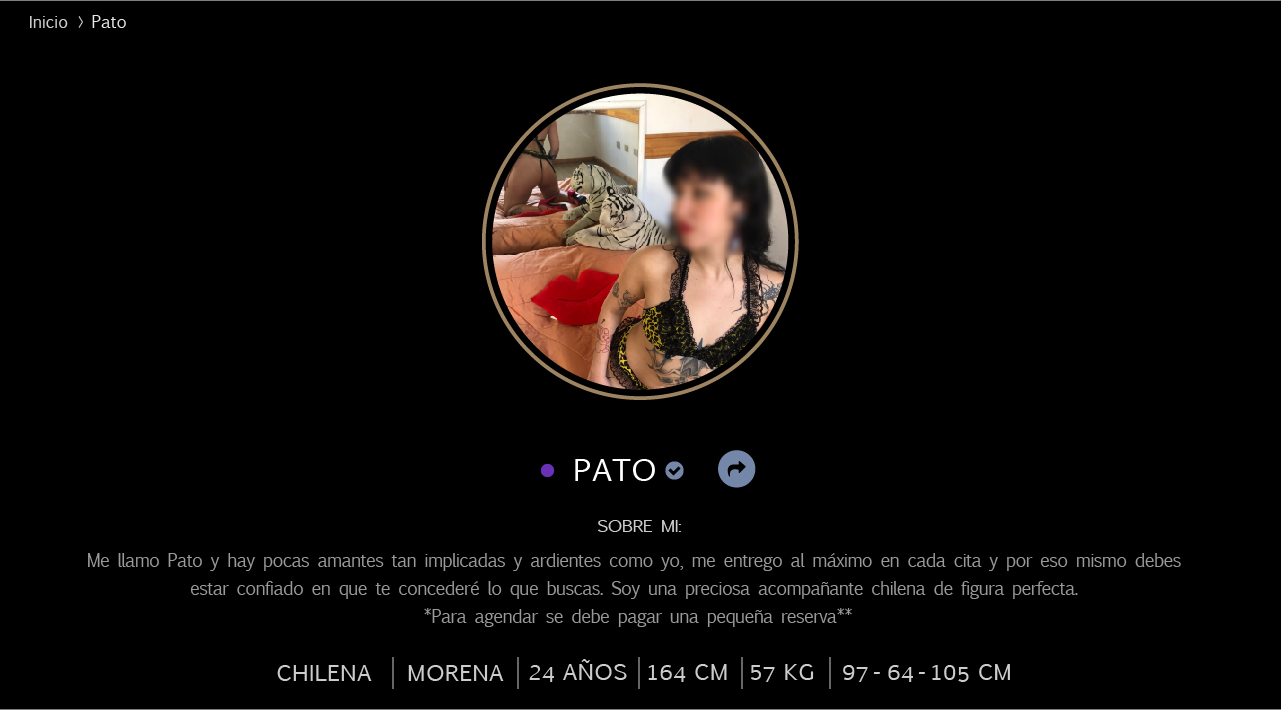 Inicio 〉 Pato
PATO
SOBRE MI:
Me llamo Pato y hay pocas amantes tan implicadas y ardientes como yo, me entrego al máximo en cada cita y por eso mismo debes
estar confiado en que te concederé lo que buscas. Soy una preciosa acompañante chilena de figura perfecta.
*Para agendar se debe pagar una pequeña reserva**
CHILENA | MORENA | 24 AÑOS | 164 CM | 57 KG | 97 - 64 - 105 CM